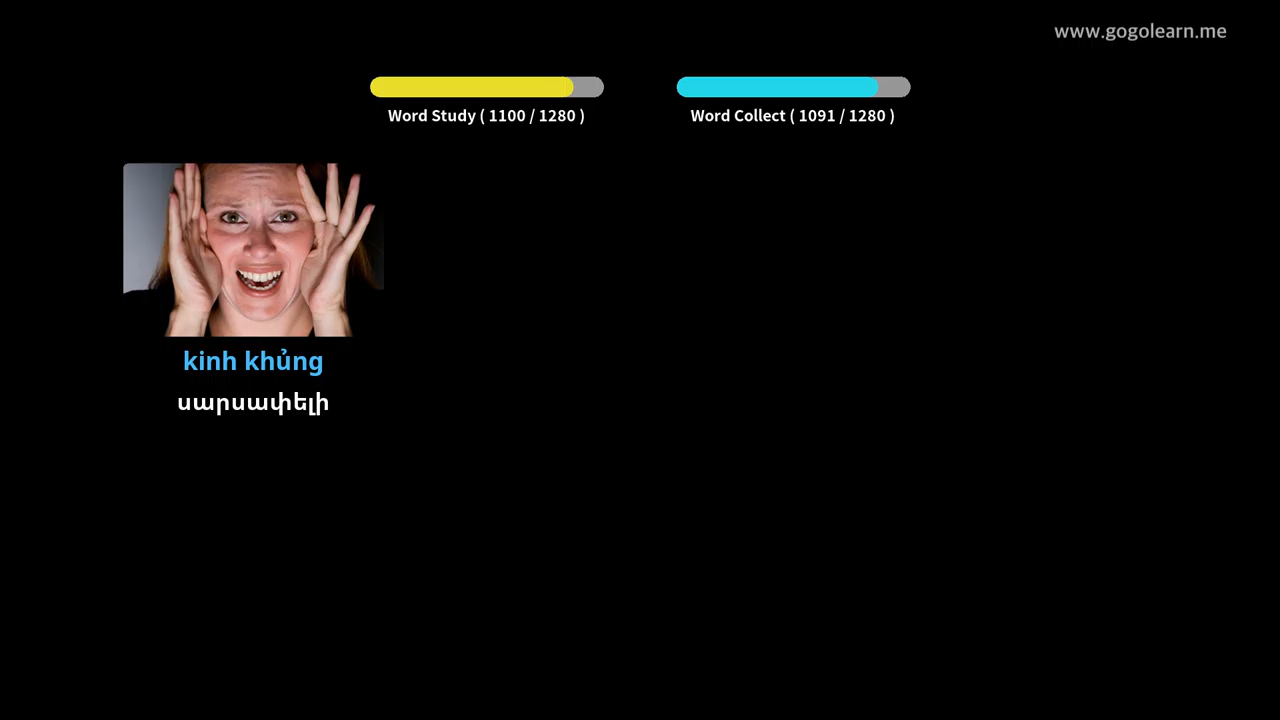 www.gogolearn.me
Word Study ( 1100 / 1280 )
Word Collect ( 1091 / 1280 )
kinh khủng
սարսափելի